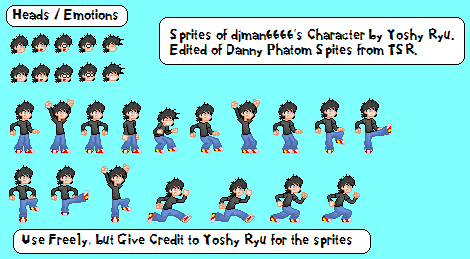 Heads / Emotions
Sprites of djman6666's Character by Yoshy Ryu.
Edited of Danny Phatom Spites from TSR.
Use Freely, but Give Credit to Yoshy Ryu for the sprites